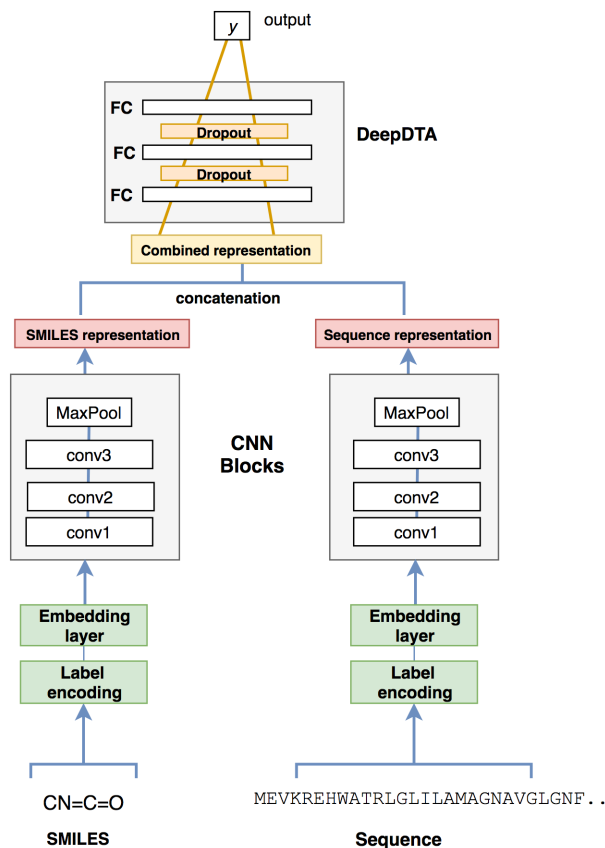 y
output
FC
Dropout
DeepDTA
FC
Dropout
FC
Combined representation
concatenation
SMILES representation
Sequence representation
MaxPool
conv3
conv2
conv1
CNN
Blocks
MaxPool
conv3
conv2
conv1
Embedding
layer
Label
encoding
Embedding
layer
Label
encoding
CN=C=O
SMILES
MEVKREHWATRLGLILAMAGNAVGLGNF..
Sequence